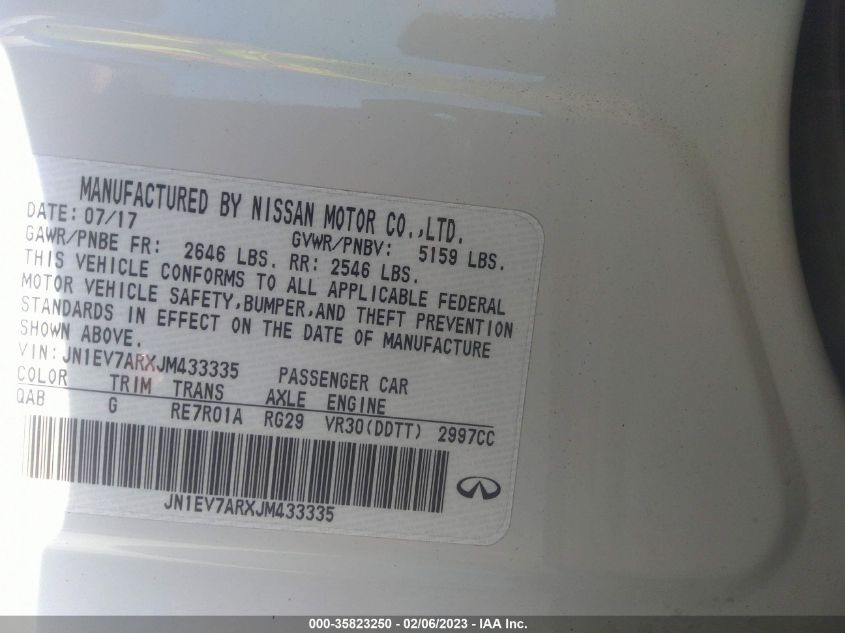 MANUFACTURED BY NISSAN MOTOR CO.,LTD.
DATE: 07/17 GVWR/PNBV: 5159 LBS.
GAWR/PNBE FR: 2646 LBS. RR: 2546 LBS.
THIS VEHICLE CONFORMS TO ALL APPLICABLE FEDERAL
MOTOR VEHICLE SAFETY,BUMPER,AND THEFT PREVENTION
STANDARDS IN EFFECT ON THE DATE OF MANUFACTURE
SHOWN ABOVE.
VIN: JN1EV7ARXJM433335 PASSENGER CAR
COLOR TRIM TRANS AXLE ENGINE
QAB G RE7R01A RG29 VR30(DDTT) 2997CC
JN1EV7ARXJM433335
000-35823250 - 02/06/2023 - IAA Inc.